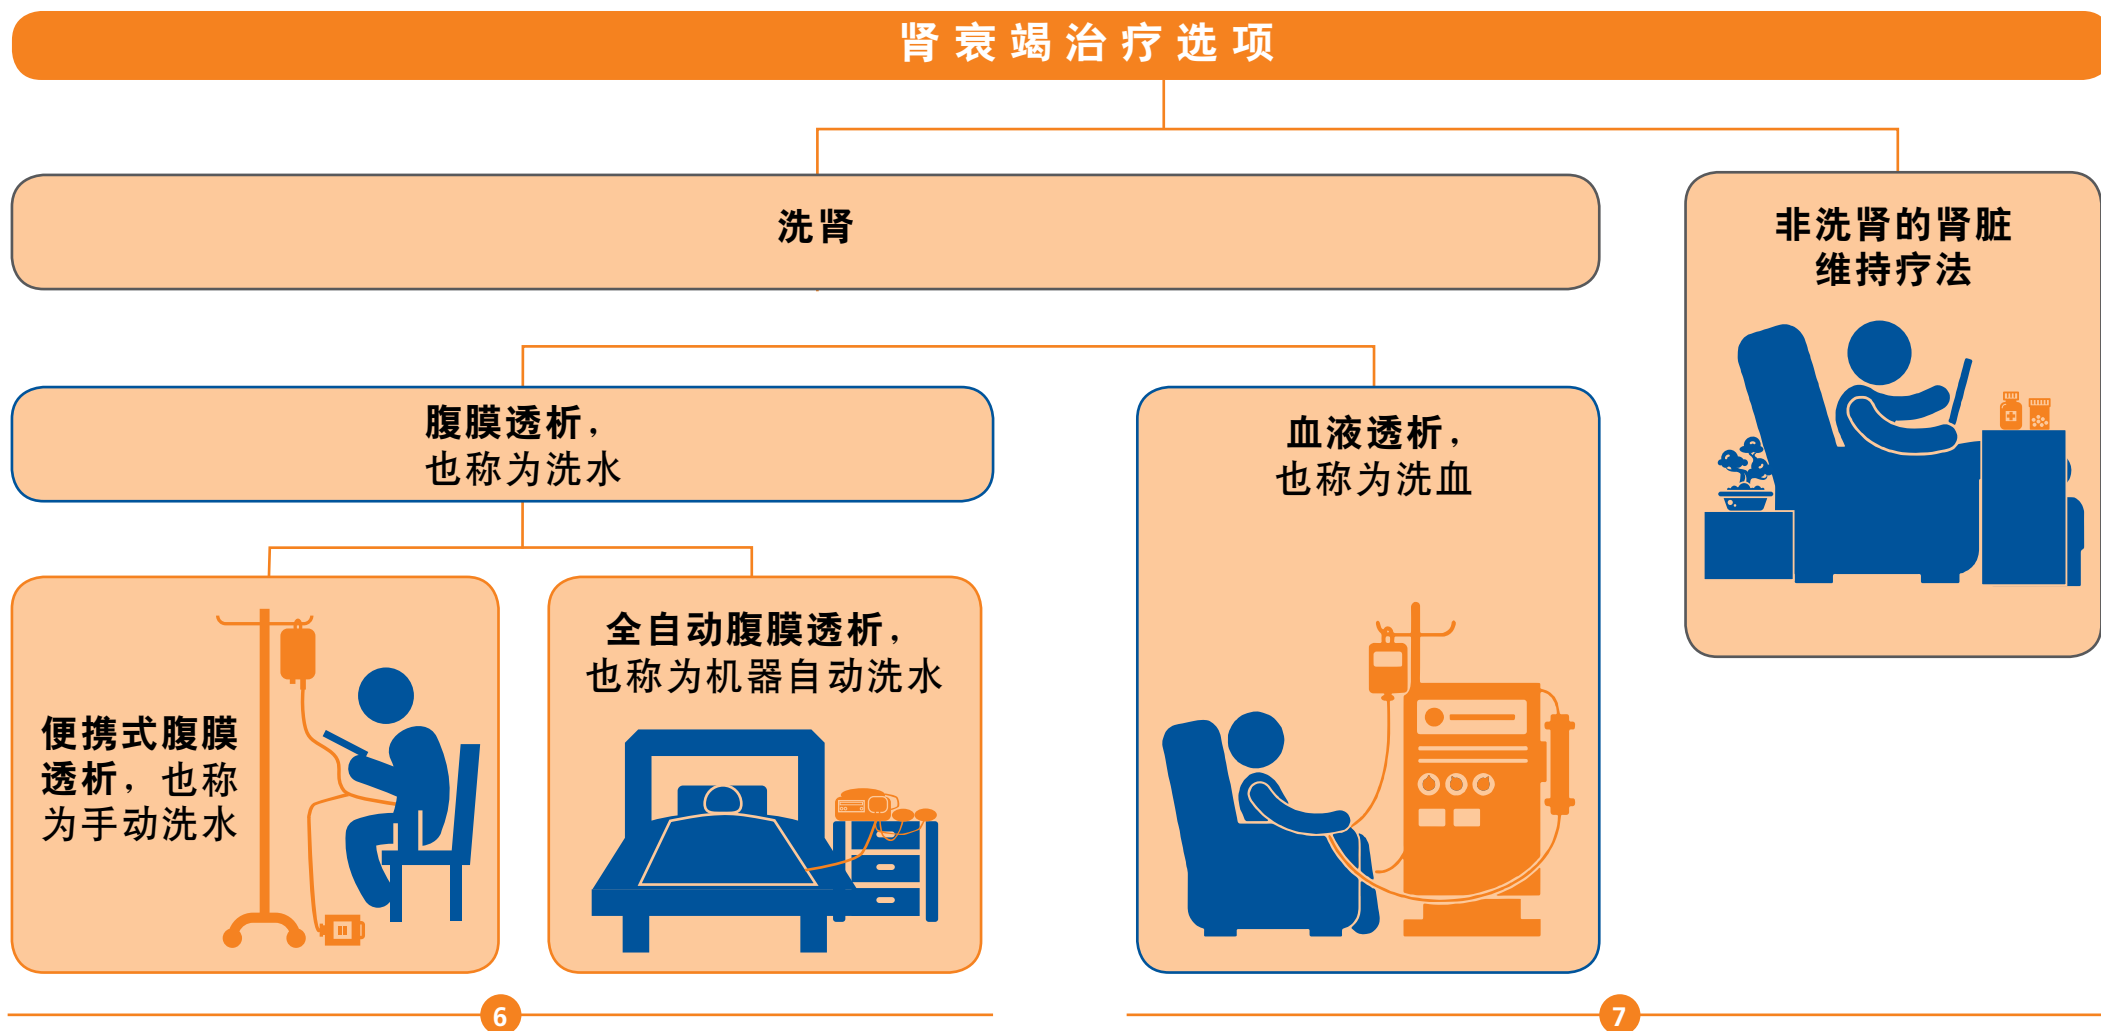 肾衰竭治疗选项
洗肾
非洗肾的肾脏
维持疗法
腹膜透析，
也称为洗水
血液透析，
也称为洗血
便携式腹膜
透析，也称
为手动洗水
全自动腹膜透析，
也称为机器自动洗水
6
7